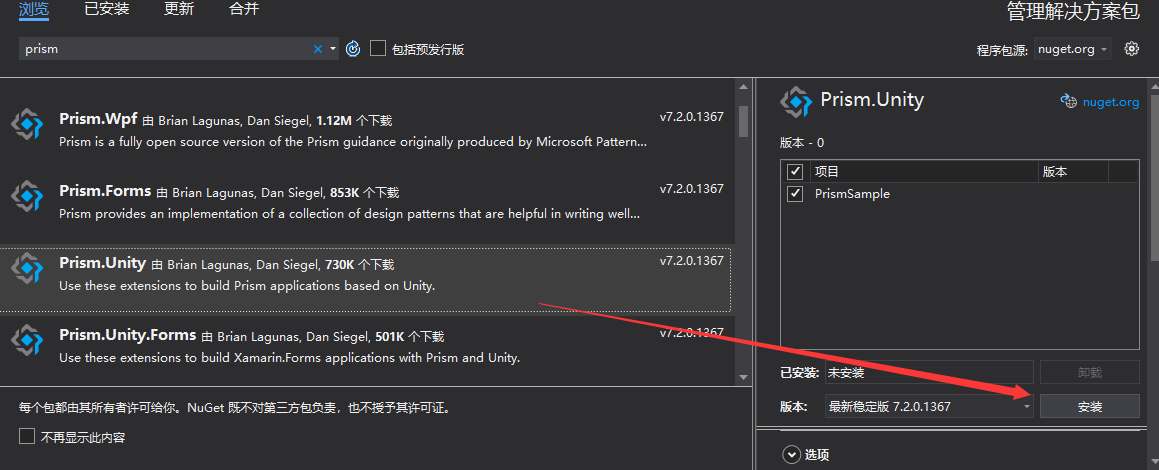 浏览 已安装 更新 合并 管理解决方案包
prism 包括预发行版 程序包源: nuget.org
Prism.Wpf 由 Brian Lagunas, Dan Siegel, 1.12M 个下载 v7.2.0.1367
Prism is a fully open source version of the Prism guidance originally produced by Microsoft Pattern...
Prism.Forms 由 Brian Lagunas, Dan Siegel, 853K 个下载 v7.2.0.1367
Prism provides an implementation of a collection of design patterns that are helpful in writing well...
Prism.Unity 由 Brian Lagunas, Dan Siegel, 730K 个下载 v7.2.0.1367
Use these extensions to build Prism applications based on Unity.
Prism.Unity.Forms 由 Brian Lagunas, Dan Siegel, 501K 个下载 v7.2.0.1367
Use these extensions to build Xamarin.Forms applications with Prism and Unity.
每个包都由其所有者许可给你。NuGet 既不对第三方包负责，也不授予其许可证。
不再显示此内容
Prism.Unity nuget.org
版本 - 0
项目 版本
PrismSample
已安装: 未安装 卸载
版本: 最新稳定版 7.2.0.1367 安装
选项